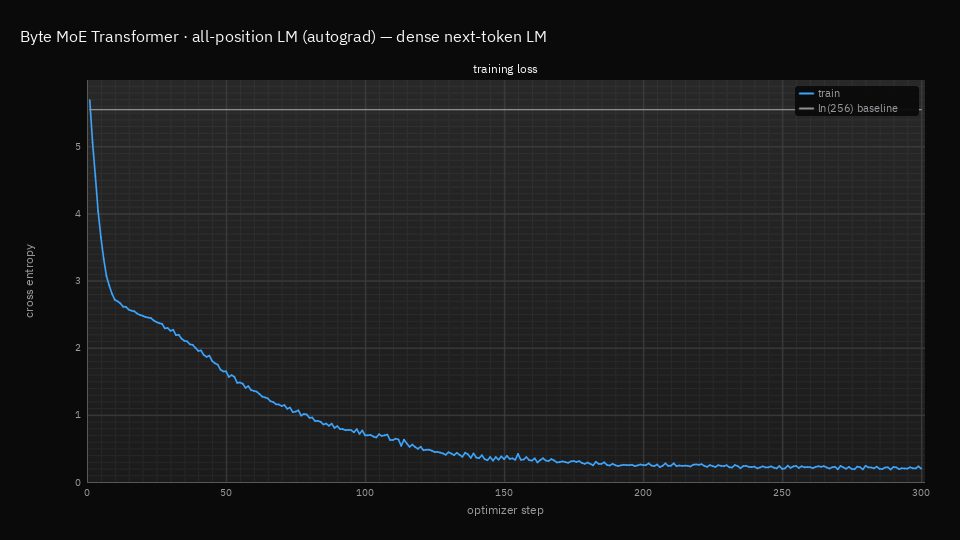 Byte MoE Transformer · all-position LM (autograd) — dense next-token LM
training loss
train
ln(256) baseline
cross entropy
5
4
3
2
1
0
0 50 100 150 200 250 300
optimizer step